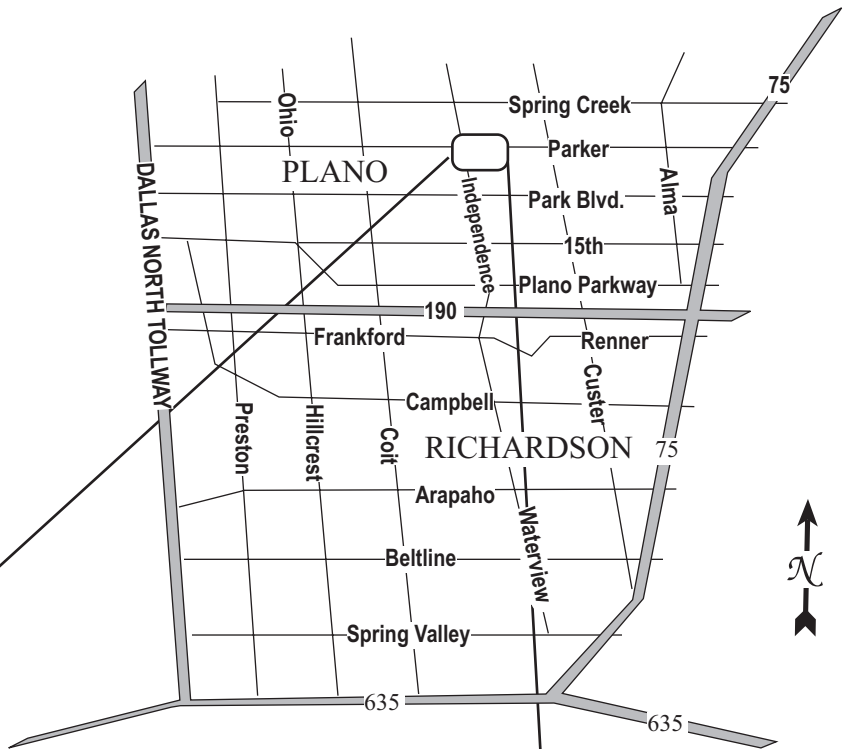 75
Ohio
Spring Creek
Parker
PLANO
DALLAS NORTH TOLLWAY
Independence
Park Blvd.
Alma
15th
Plano Parkway
190
Frankford
Renner
Custer
Campbell
Preston
Hillcrest
Coit
RICHARDSON
75
Arapaho
Waterview
Beltline
N
Spring Valley
635
635